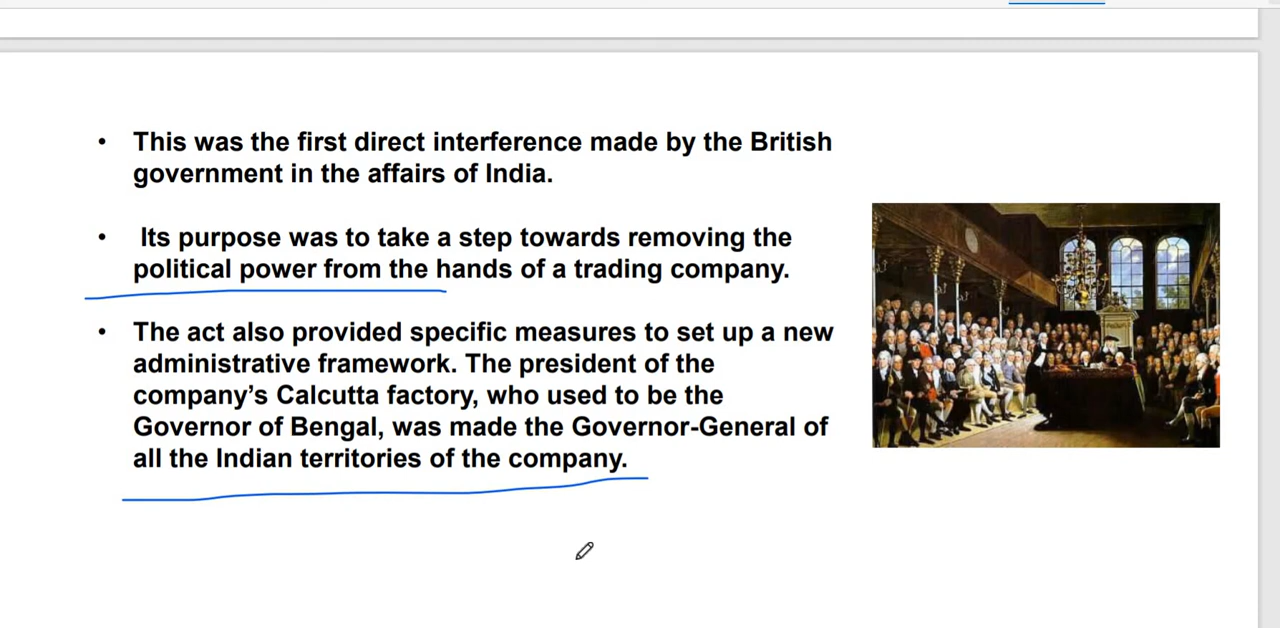 • This was the first direct interference made by the British
government in the affairs of India.
• Its purpose was to take a step towards removing the
political power from the hands of a trading company.
• The act also provided specific measures to set up a new
administrative framework. The president of the
company’s Calcutta factory, who used to be the
Governor of Bengal, was made the Governor-General of
all the Indian territories of the company.